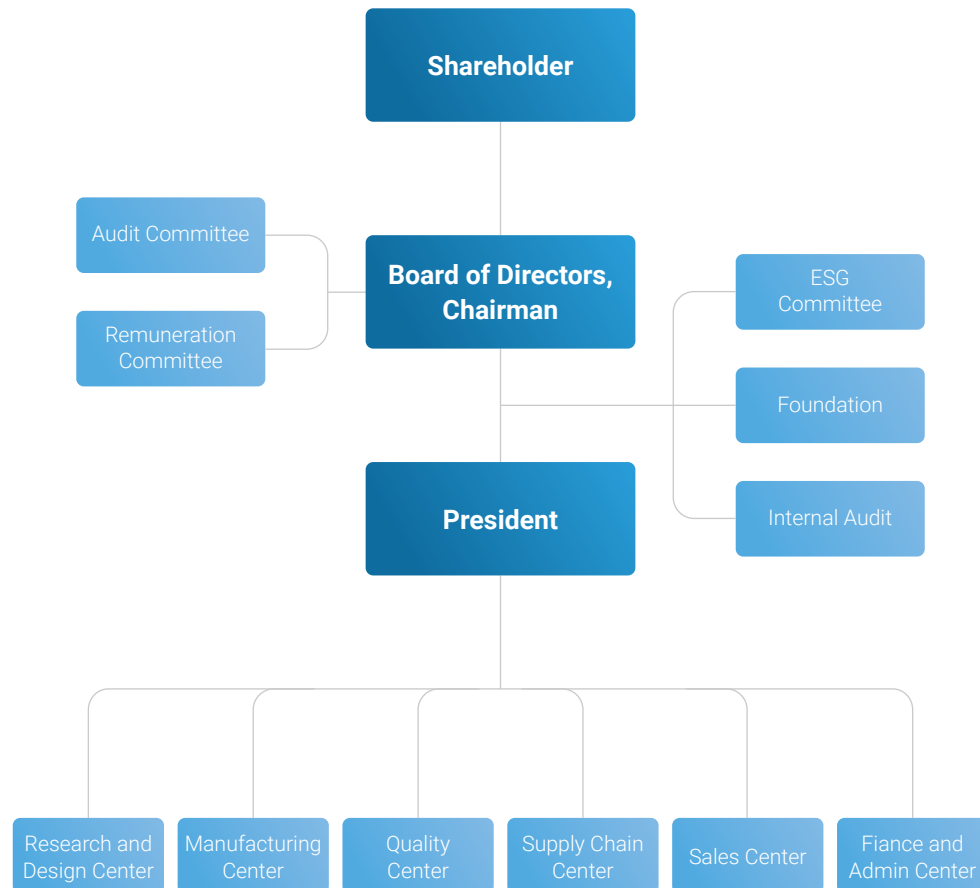 Shareholder
Audit Committee
Remuneration
Committee
Board of Directors,
Chairman
ESG
Committee
Foundation
Internal Audit
President
Research and
Design Center
Manufacturing
Center
Quality
Center
Supply Chain
Center
Sales Center
Fiance and
Admin Center